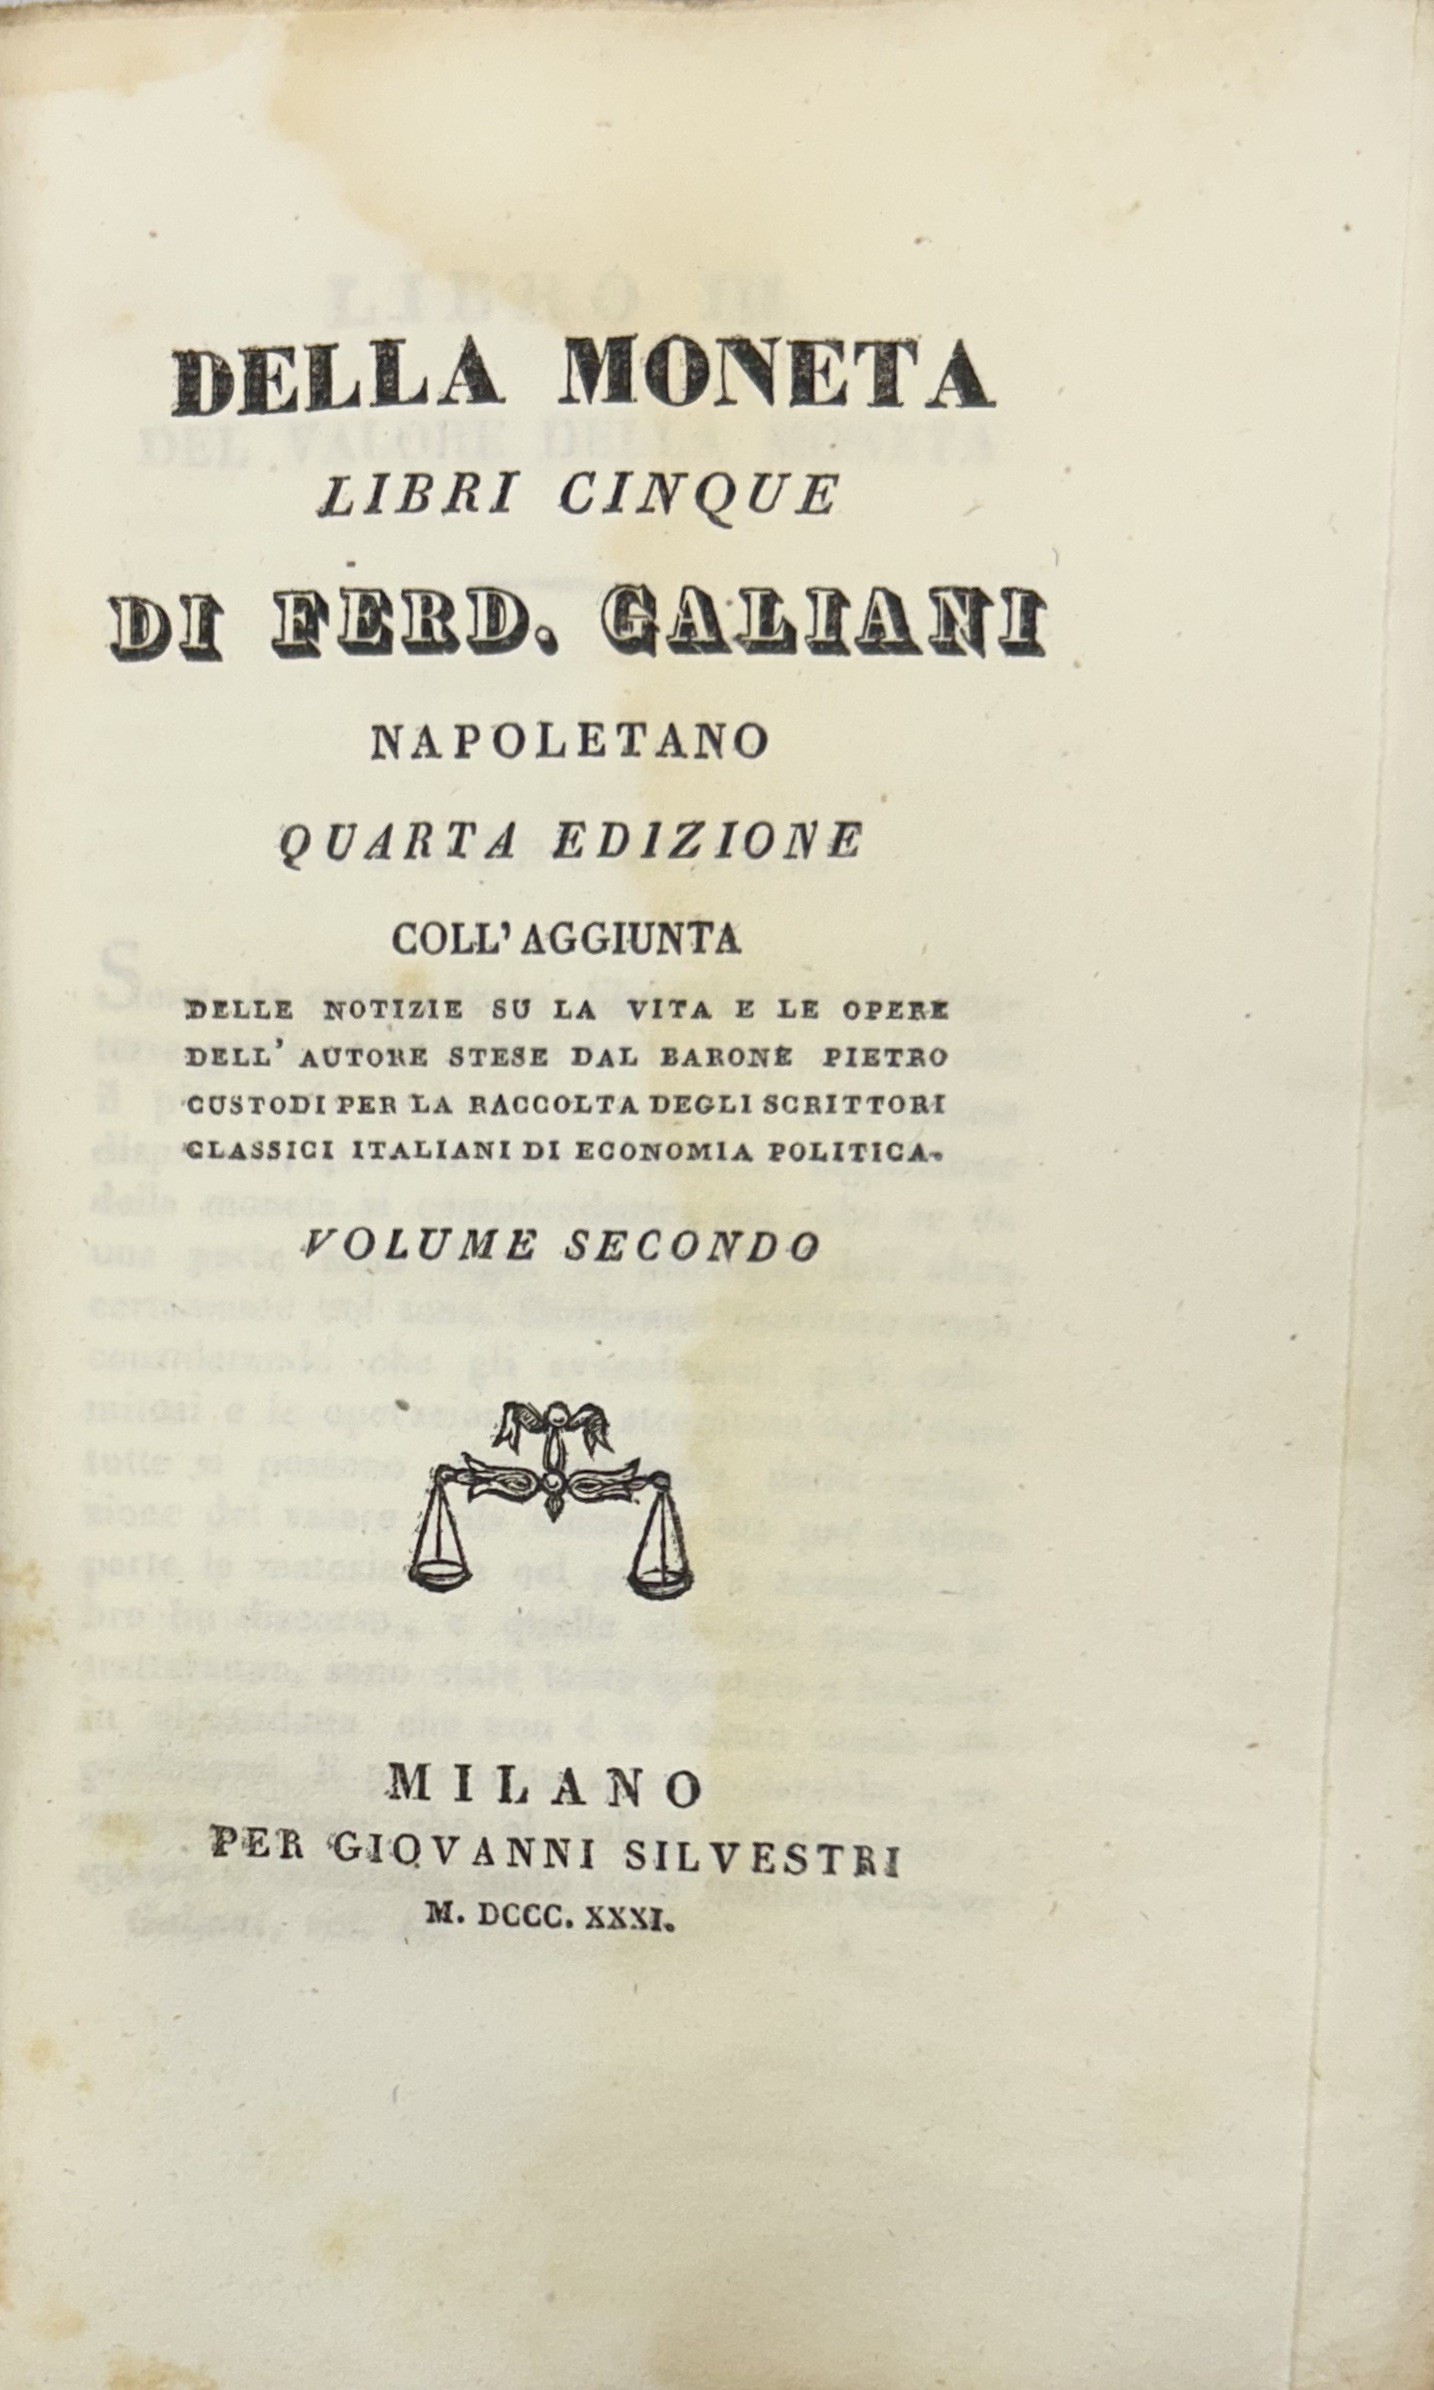 DELLA MONETA
LIBRI CINQUE
DI FERD. GALIANI
NAPOLETANO
QUARTA EDIZIONE
COLL' AGGIUNTA
DELLE NOTIZIE SU LA VITA E LE OPERE
DELL' AUTORE STESE DAL BARONE PIETRO
CUSTODI PER LA RACCOLTA DEGLI SCRITTORI
CLASSICI ITALIANI DI ECONOMIA POLITICA.
VOLUME SECONDO
MILANO
PER GIOVANNI SILVESTRI
M. DCCC. XXXI.